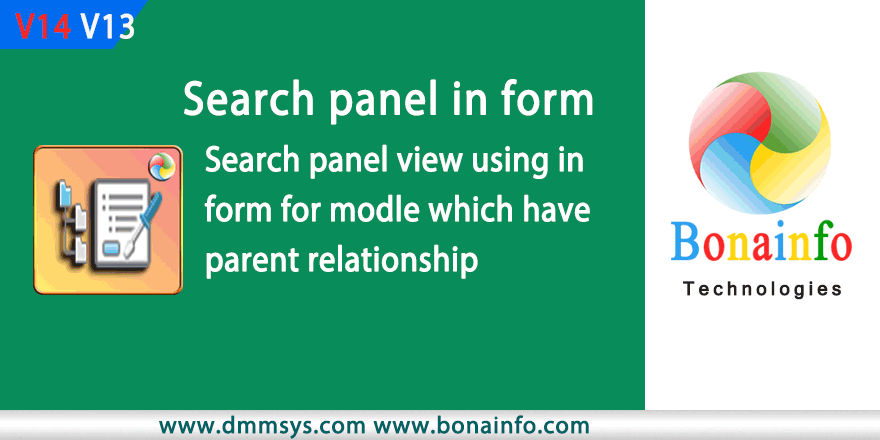 V14 V13
Search panel in form
Search panel view using in
form for modle which have
parent relationship
Bonainfo
Technologies
www.dmmsys.com www.bonainfo.com